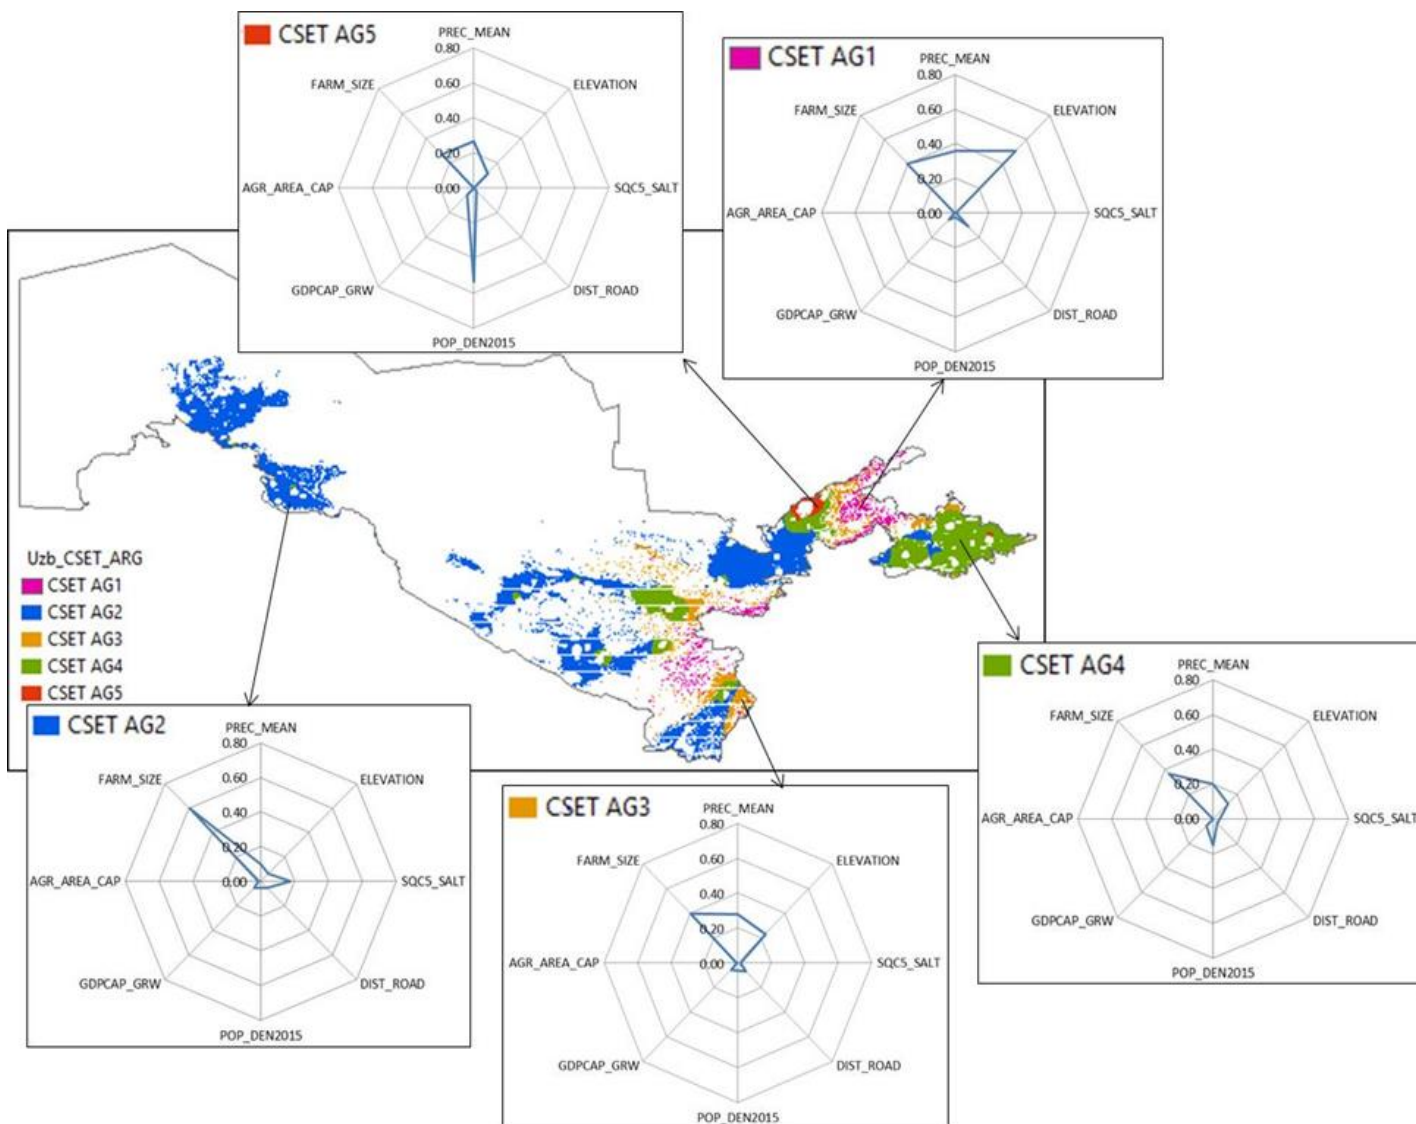 CSET AG5
PREC_MEAN
0.80
FARM_SIZE
ELEVATION
0.60
0.40
0.20
AGR_AREA_CAP
0.00
SQC5_SALT
GDPCAP_GRW
DIST_ROAD
POP_DEN2015
CSET AG1
PREC_MEAN
0.80
FARM_SIZE
ELEVATION
0.60
0.40
0.20
AGR_AREA_CAP
0.00
SQC5_SALT
GDPCAP_GRW
DIST_ROAD
POP_DEN2015
Uzb_CSET_ARG
CSET AG1
CSET AG2
CSET AG3
CSET AG4
CSET AG5
CSET AG2
PREC_MEAN
0.80
FARM_SIZE
ELEVATION
0.60
0.40
0.20
AGR_AREA_CAP
0.00
SQC5_SALT
GDPCAP_GRW
DIST_ROAD
POP_DEN2015
CSET AG3
PREC_MEAN
0.80
FARM_SIZE
ELEVATION
0.60
0.40
0.20
AGR_AREA_CAP
0.00
SQC5_SALT
GDPCAP_GRW
DIST_ROAD
POP_DEN2015
CSET AG4
PREC_MEAN
0.80
FARM_SIZE
ELEVATION
0.60
0.40
0.20
AGR_AREA_CAP
0.00
SQC5_SALT
GDPCAP_GRW
DIST_ROAD
POP_DEN2015